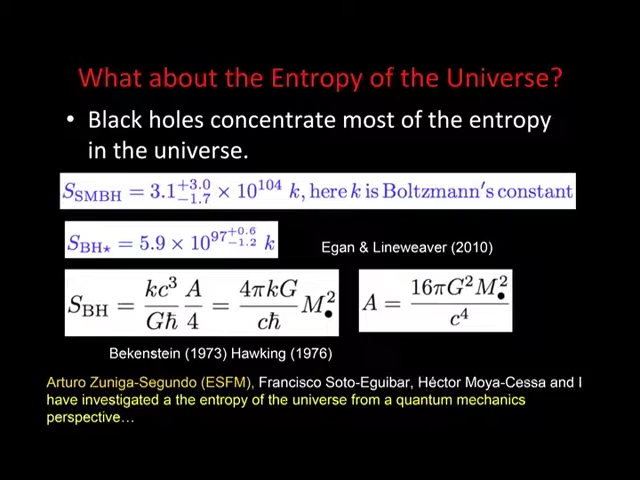 What about the Entropy of the Universe?
• Black holes concentrate most of the entropy
in the universe.
S_SMBH = 3.1^{+3.0}_{-1.7} × 10^{104} k, here k is Boltzmann's constant
S_BH⋆ = 5.9 × 10^{97^{+0.6}_{-1.2}} k
Egan & Lineweaver (2010)
S_BH = \frac{kc^3}{Għ} \frac{A}{4} = \frac{4πkG}{cħ} M_•^2
A = \frac{16πG^2M_•^2}{c^4}
Bekenstein (1973) Hawking (1976)
Arturo Zuniga-Segundo (ESFM), Francisco Soto-Eguibar, Héctor Moya-Cessa and I
have investigated a the entropy of the universe from a quantum mechanics
perspective…